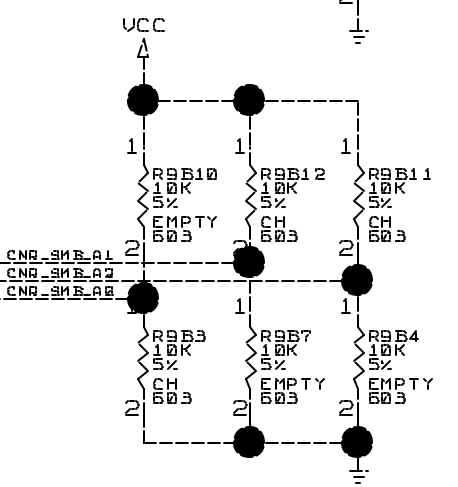 2
VCC
1
R9B10
10K
5%
EMPTY
603
2
1
R9B12
10K
5%
CH
603
2
1
R9B11
10K
5%
CH
603
2
CNR_SMB_A1
CNR_SMB_A2
CNR_SMB_A0
1
R9B3
10K
5%
CH
603
2
1
R9B7
10K
5%
EMPTY
603
2
1
R9B4
10K
5%
EMPTY
603
2